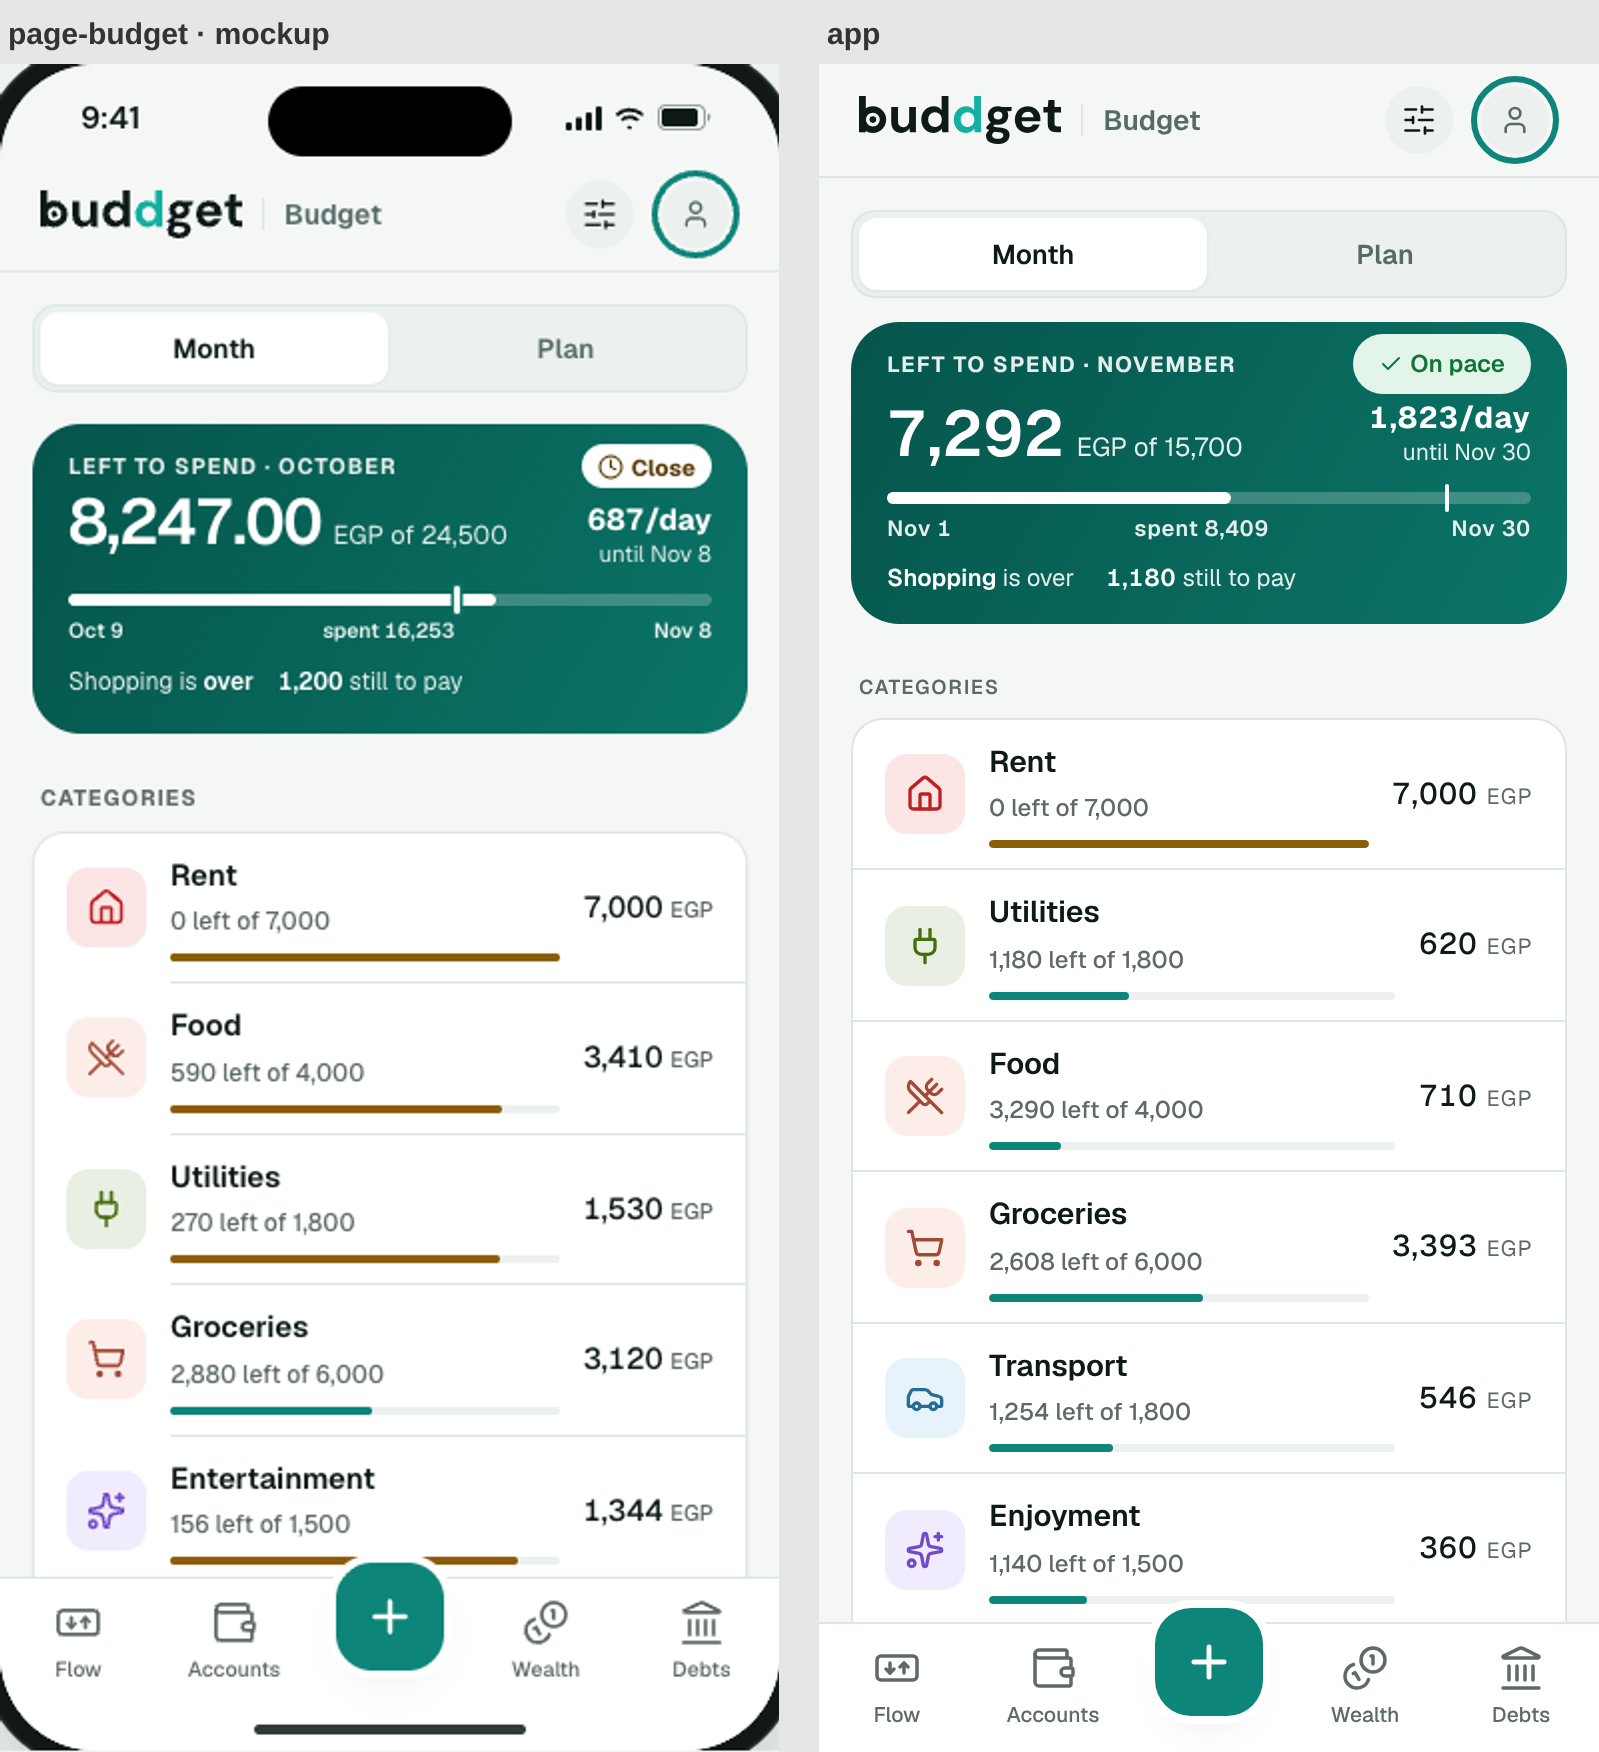 page-budget · mockup
9:41
buddget
Budget
Month
Plan
LEFT TO SPEND · OCTOBER
Close
8,247.00 EGP of 24,500
687/day
until Nov 8
Oct 9
spent 16,253
Nov 8
Shopping is over
1,200 still to pay
CATEGORIES
Rent
0 left of 7,000
7,000 EGP
Food
590 left of 4,000
3,410 EGP
Utilities
270 left of 1,800
1,530 EGP
Groceries
2,880 left of 6,000
3,120 EGP
Entertainment
156 left of 1,500
1,344 EGP
Flow
Accounts
Wealth
Debts
app
buddget
Budget
Month
Plan
LEFT TO SPEND · NOVEMBER
On pace
7,292 EGP of 15,700
1,823/day
until Nov 30
Nov 1
spent 8,409
Nov 30
Shopping is over
1,180 still to pay
CATEGORIES
Rent
0 left of 7,000
7,000 EGP
Utilities
1,180 left of 1,800
620 EGP
Food
3,290 left of 4,000
710 EGP
Groceries
2,608 left of 6,000
3,393 EGP
Transport
1,254 left of 1,800
546 EGP
Enjoyment
1,140 left of 1,500
360 EGP
Flow
Accounts
Wealth
Debts